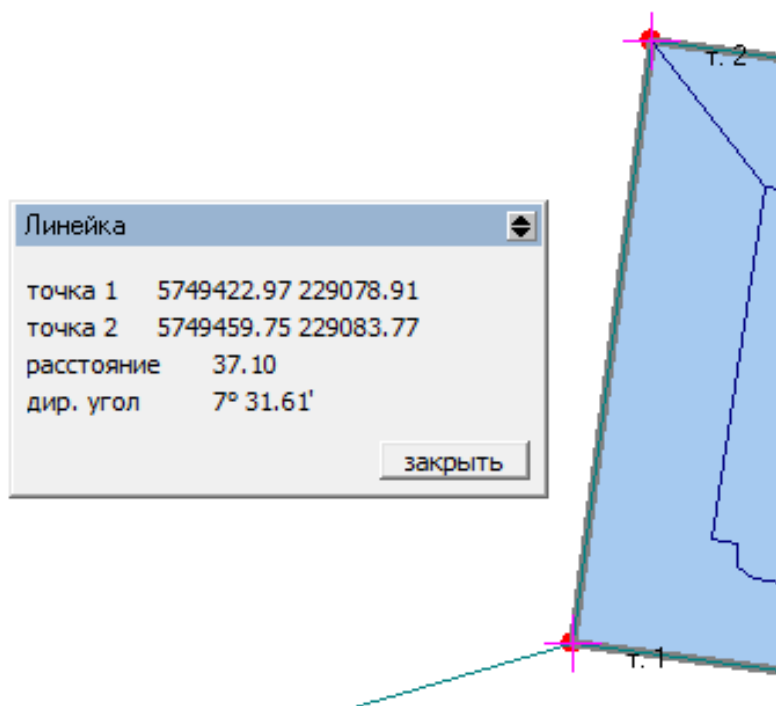 т. 2
Линейка
точка 1 5749422.97 229078.91
точка 2 5749459.75 229083.77
расстояние 37.10
дир. угол 7° 31.61'
закрыть
т. 1